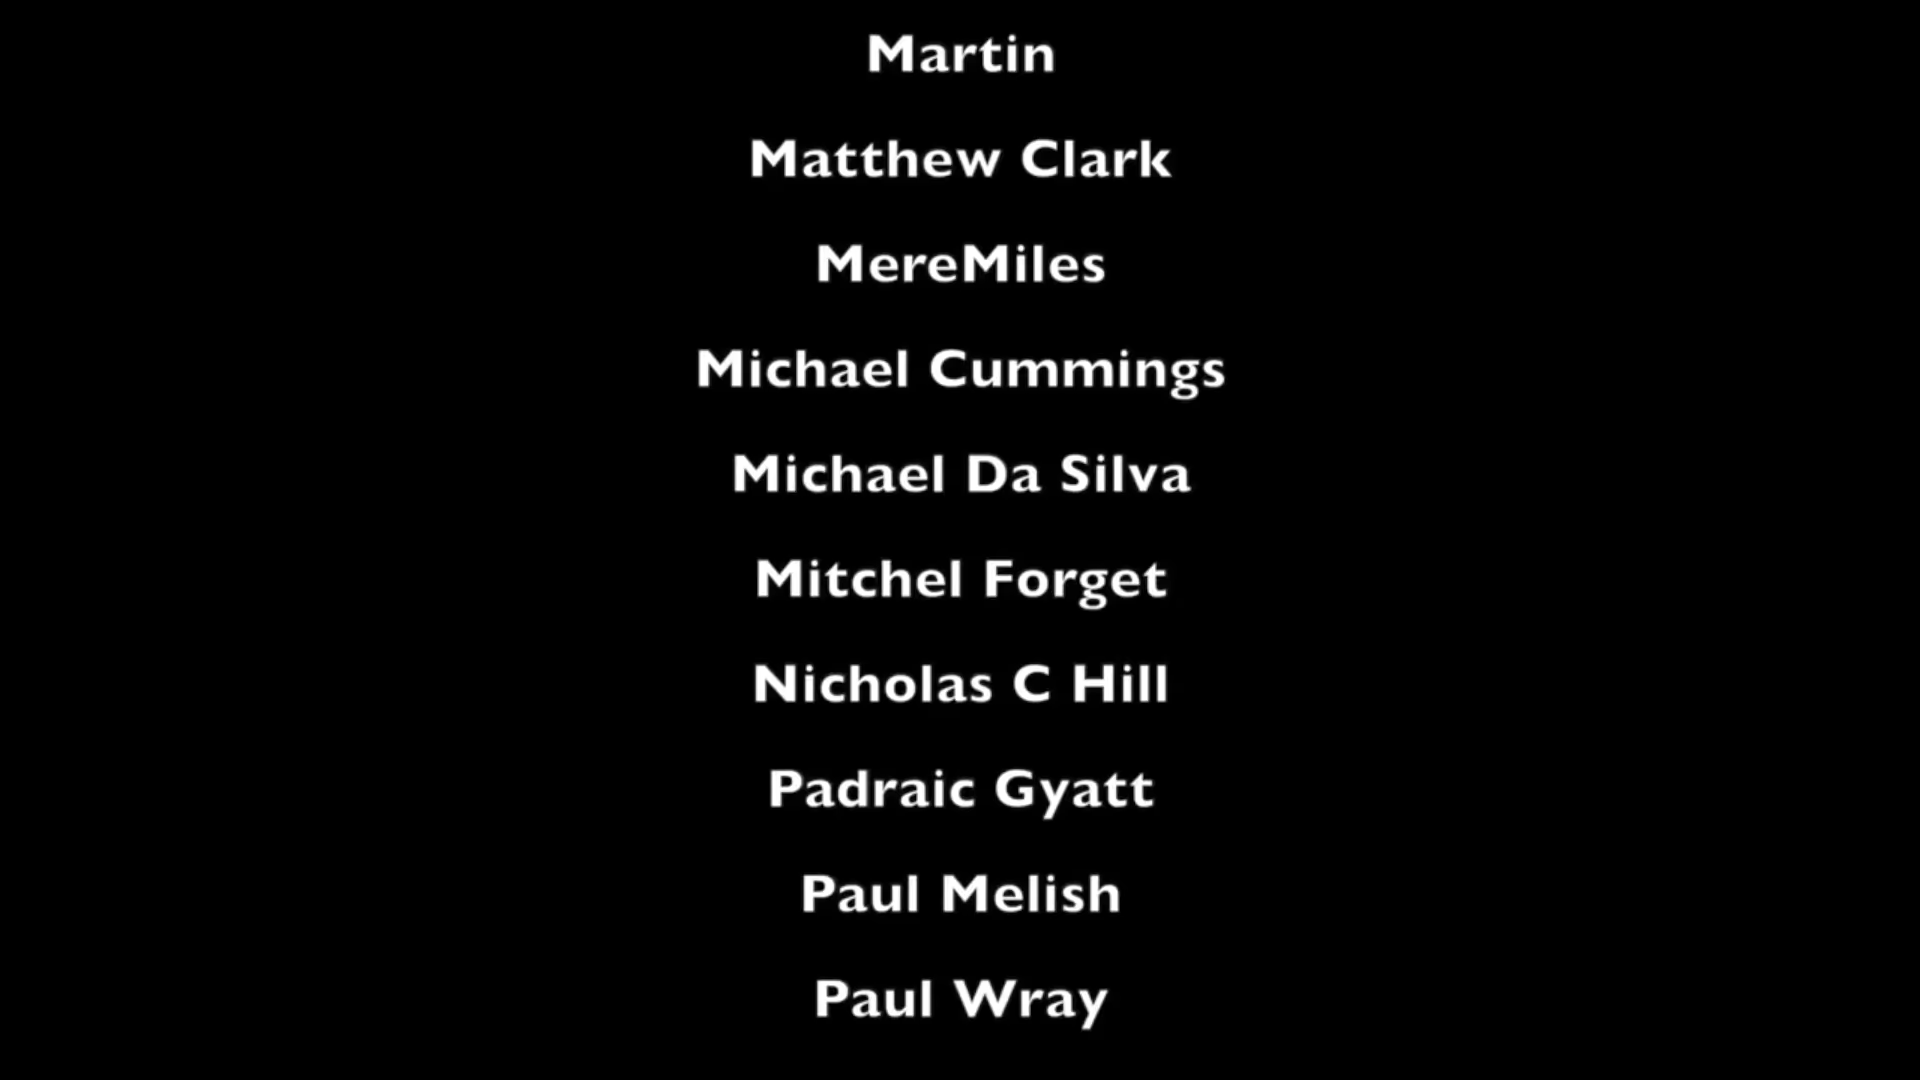 Martin
Matthew Clark
MereMiles
Michael Cummings
Michael Da Silva
Mitchel Forget
Nicholas C Hill
Padraic Gyatt
Paul Melish
Paul Wray